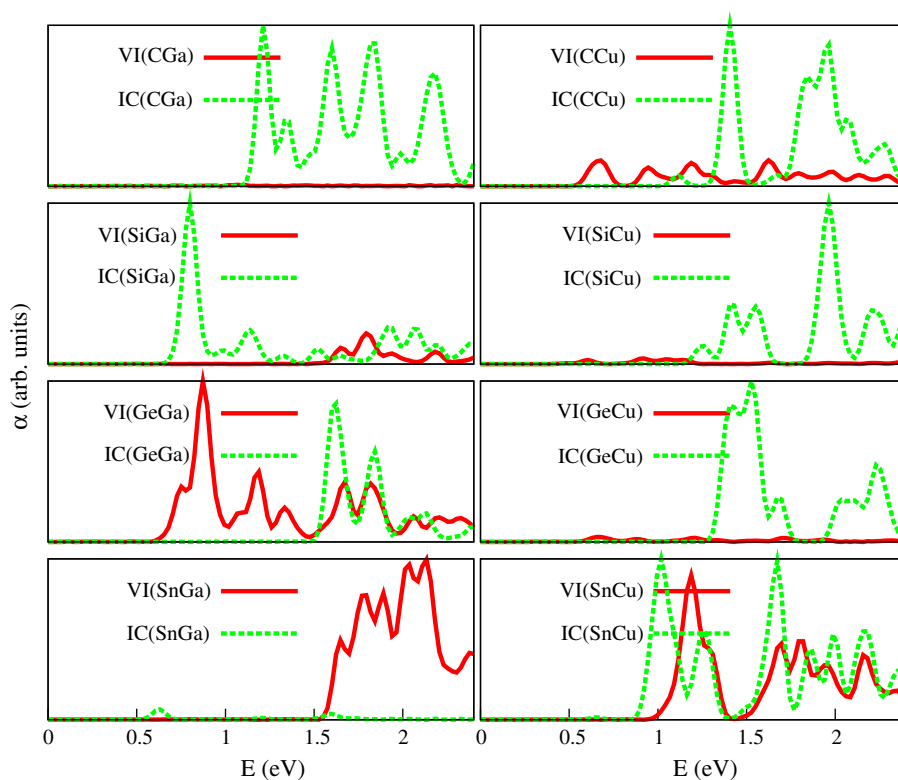 VI(CGa)
IC(CGa)
VI(CCu)
IC(CCu)
VI(SiGa)
IC(SiGa)
VI(SiCu)
IC(SiCu)
α (arb. units)
VI(GeGa)
IC(GeGa)
VI(GeCu)
IC(GeCu)
VI(SnGa)
IC(SnGa)
VI(SnCu)
IC(SnCu)
0 0.5 1 1.5 2
0 0.5 1 1.5 2
E (eV)
E (eV)